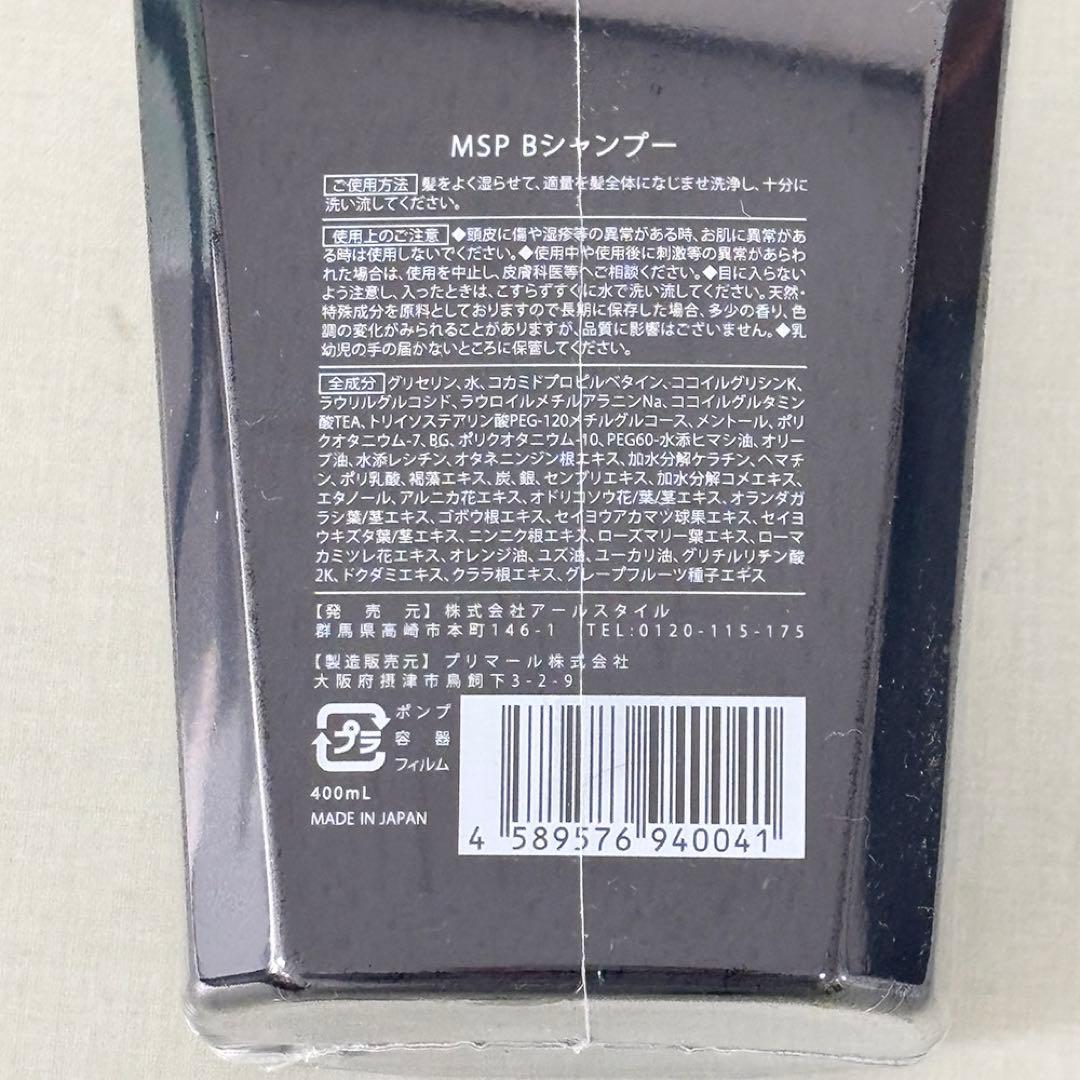 MSP Bシャンプー
ご使用方法 髪をよく湿らせて、適量を髪全体になじませ洗浄し、十分に
洗い流してください。
使用上のご注意 ◆頭皮に傷や湿疹等の異常がある時、お肌に異常があ
る時は使用しないでください。◆使用中や使用後に刺激等の異常があらわ
れた場合は、使用を中止し、皮膚科医等へご相談ください。◆目に入らない
よう注意し、入ったときは、こすらずすぐに水で洗い流してください。天然・
特殊成分を原料としておりますので長期に保存した場合、多少の香り、色
調の変化がみられることがありますが、品質に影響はございません。◆乳
幼児の手の届かないところに保管してください。
全成分 グリセリン、水、コカミドプロピルベタイン、ココイルグリシンK、
ラウリルグルコシド、ラウロイルメチルアラニンNa、ココイルグルタミン
酸TEA、トリイソステアリン酸PEG-120メチルグルコース、メントール、ポリ
クオタニウム-7、BG、ポリクオタニウム-10、PEG60-水添ヒマシ油、オリー
ブ油、水添レシチン、オタネニンジン根エキス、加水分解ケラチン、ヘマチ
ン、ポリ乳酸、褐藻エキス、炭、銀、センブリエキス、加水分解コメエキス、
エタノール、アルニカ花エキス、オドリコソウ花/葉/茎エキス、オランダガ
ラシ葉/茎エキス、ゴボウ根エキス、セイヨウアカマツ球果エキス、セイヨ
ウキズタ葉/茎エキス、ニンニク根エキス、ローズマリー葉エキス、ローマ
カミツレ花エキス、オレンジ油、ユズ油、ユーカリ油、グリチルリチン酸
2K、ドクダミエキス、クララ根エキス、グレープフルーツ種子エキス
【発売元】株式会社アールスタイル
群馬県高崎市本町146-1 TEL:0120-115-175
【製造販売元】プリマール株式会社
大阪府摂津市鳥飼下3-2-9
プラ
ポンプ
容器
フィルム
400mL
MADE IN JAPAN
4 589576 940041